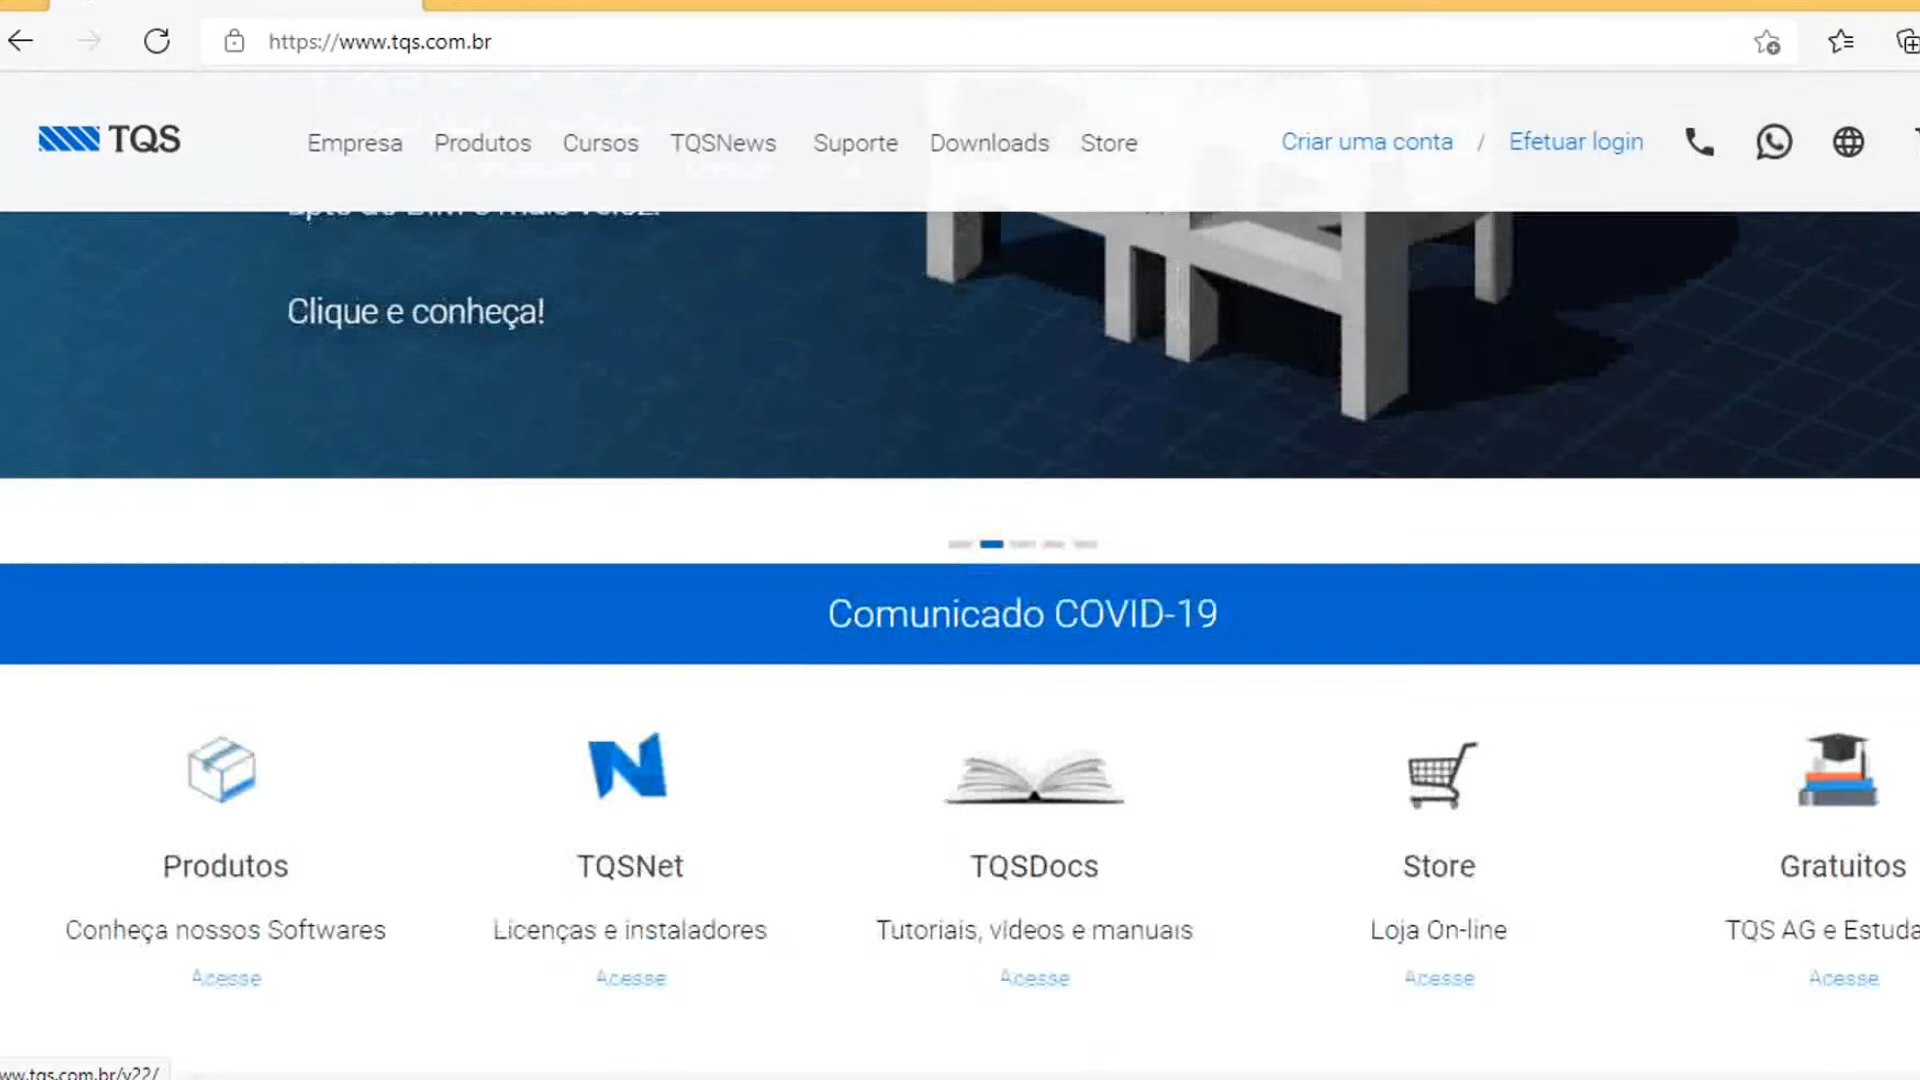 https://www.tqs.com.br
TQS
Empresa Produtos Cursos TQSNews Suporte Downloads Store Criar uma conta / Efetuar login
Clique e conheça!
Comunicado COVID-19
Produtos TQSNet TQSDocs Store Gratuitos
Conheça nossos Softwares Licenças e instaladores Tutoriais, vídeos e manuais Loja On-line TQS AG e Estuda
Acesse Acesse Acesse Acesse Acesse
ww.tqs.com.br/v22/